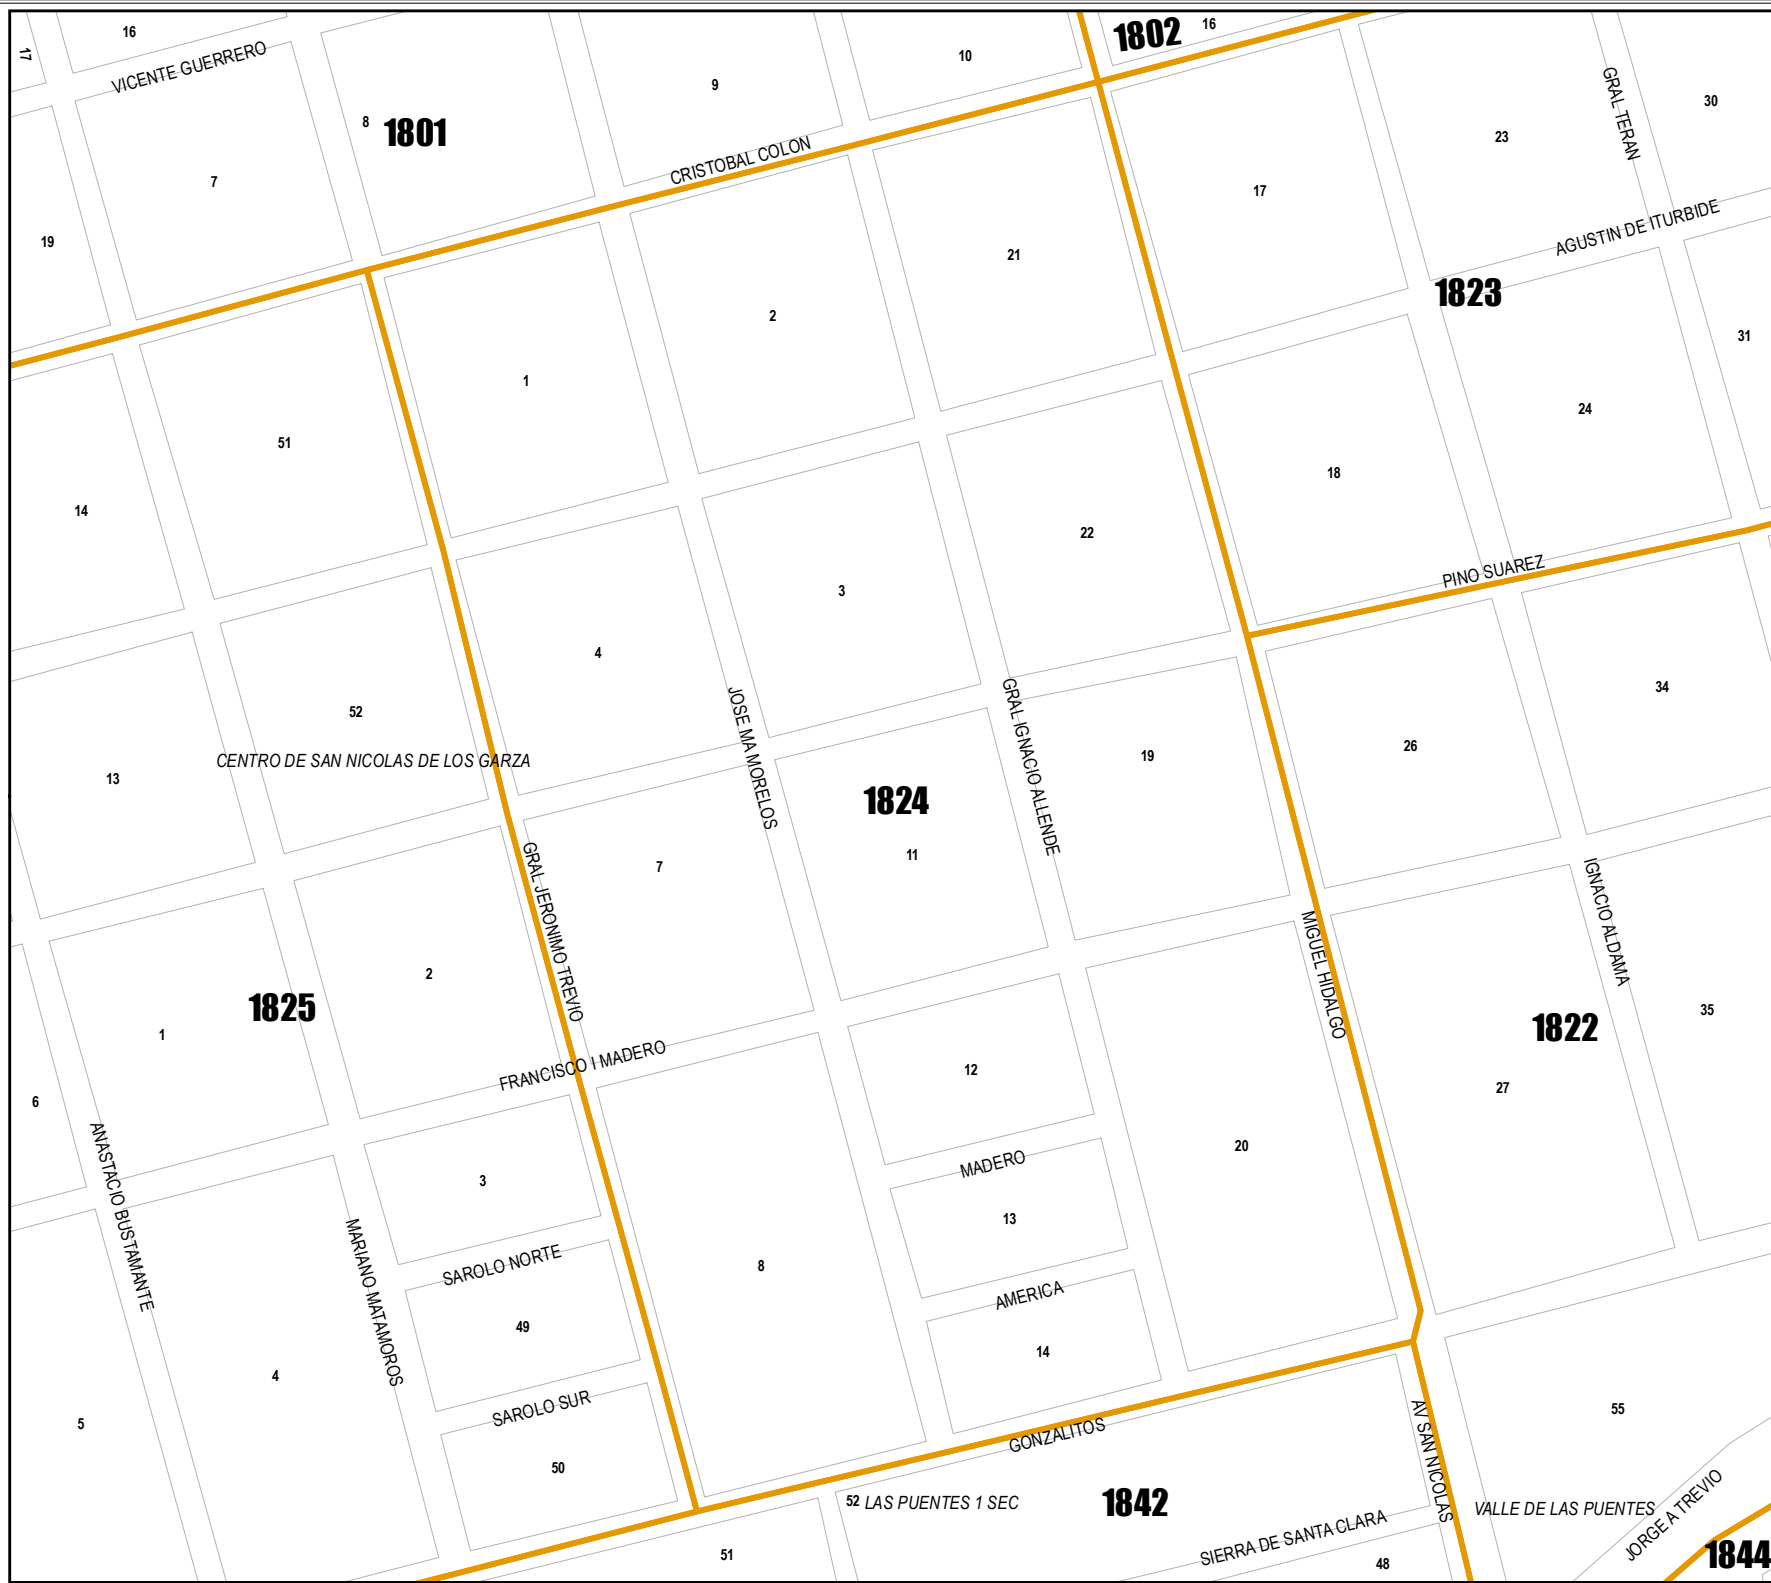 16
1802
16
17
VICENTE GUERRERO
10
9
GRAL TERAN
30
8
1801
23
CRISTOBAL COLON
7
17
19
AGUSTIN DE ITURBIDE
21
1823
2
31
1
24
51
18
14
22
PINO SUAREZ
3
4
34
52
JOSE MA MORELOS
GRAL IGNACIO ALLENDE
26
19
CENTRO DE SAN NICOLAS DE LOS GARZA
13
1824
11
7
GRAL JERONIMO TREVIO
IGNACIO ALDAMA
MIGUEL HIDALGO
2
1825
1
35
1822
FRANCISCO I MADERO
12
27
6
20
MADERO
3
ANASTACIO BUSTAMANTE
13
MARIANO MATAMOROS
SAROLO NORTE
8
AMERICA
49
14
4
SAROLO SUR
55
5
GONZALITOS
AV SAN NICOLAS
50
52
LAS PUENTES 1 SEC
1842
VALLE DE LAS PUENTES
JORGE A TREVIO
SIERRA DE SANTA CLARA
51
48
1844